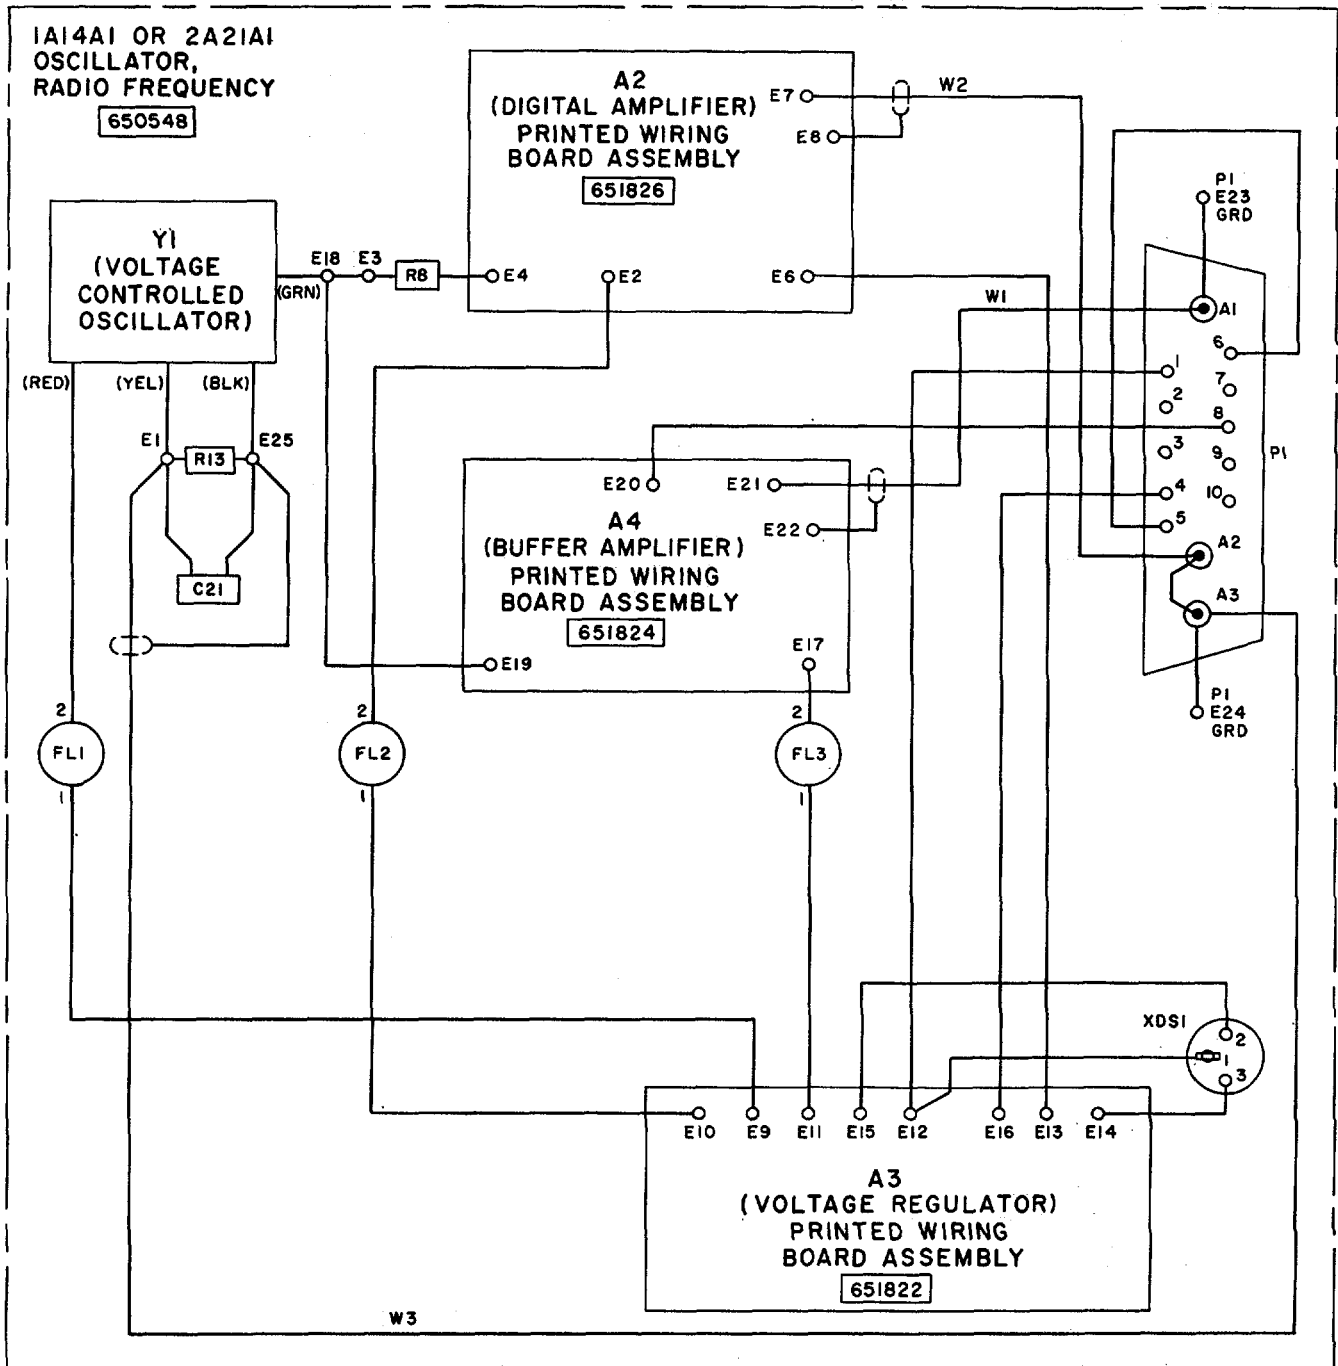 1A14A1 OR 2A21A1
OSCILLATOR,
RADIO FREQUENCY
650548
A2
(DIGITAL AMPLIFIER)
PRINTED WIRING
BOARD ASSEMBLY
651826
E7
E8
W2
E4
E2
E6
Y1
(VOLTAGE
CONTROLLED
OSCILLATOR)
E18
E3
R8
(GRN)
(RED)
(YEL)
(BLK)
E1
R13
E25
C21
W1
P1
E23
GRD
A1
6
1
7
2
8
3
9
P1
4
10
5
A2
A3
P1
E24
GRD
E20
E21
E22
A4
(BUFFER AMPLIFIER)
PRINTED WIRING
BOARD ASSEMBLY
651824
E19
E17
2
FL1
1
2
FL2
1
2
FL3
1
XDS1
2
1
3
E10
E9
E11
E15
E12
E16
E13
E14
A3
(VOLTAGE REGULATOR)
PRINTED WIRING
BOARD ASSEMBLY
651822
W3